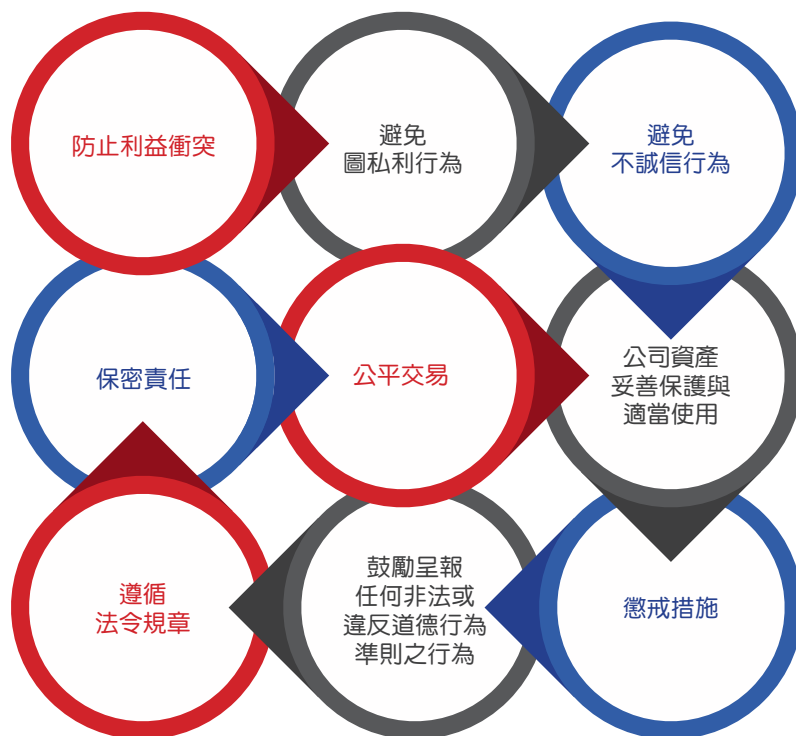 防止利益衝突
避免
圖私利行為
避免
不誠信行為
保密責任
公平交易
公司資產
妥善保護與
適當使用
遵循
法令規章
鼓勵呈報
任何非法或
違反道德行為
準則之行為
懲戒措施